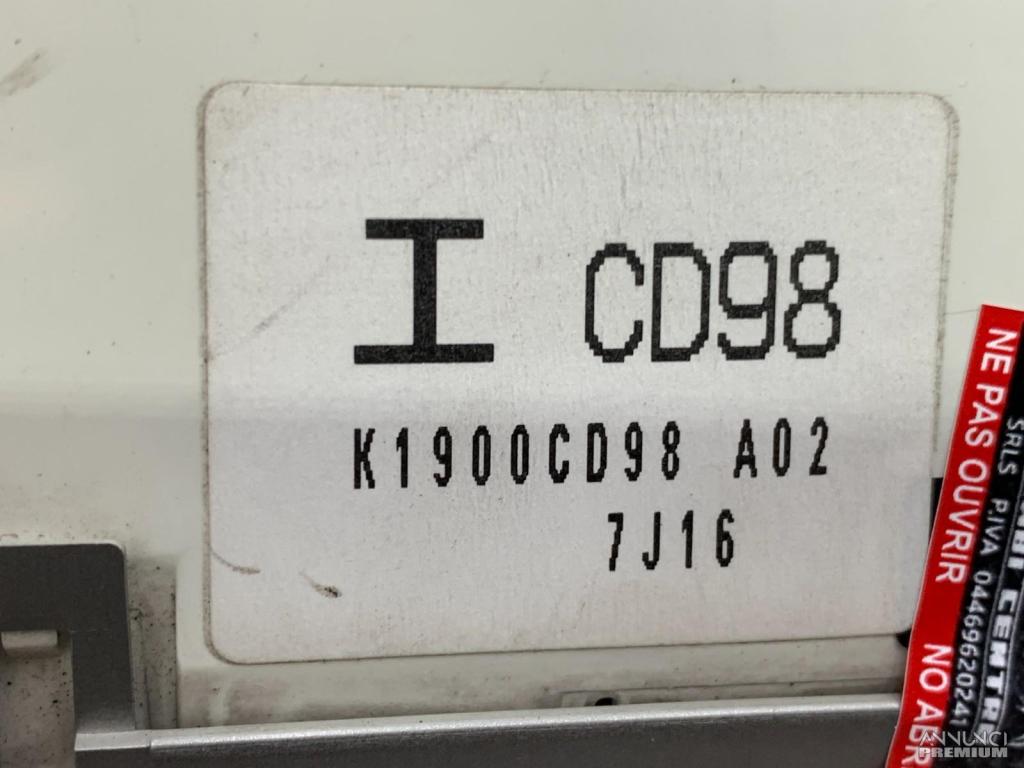 I CD98
K1900CD98 A02
7J16
NE PAS OUVRIR
NO ABR
SRLS P.IVA 04469620241
CENTR
ANNUNCI
PREMIUM